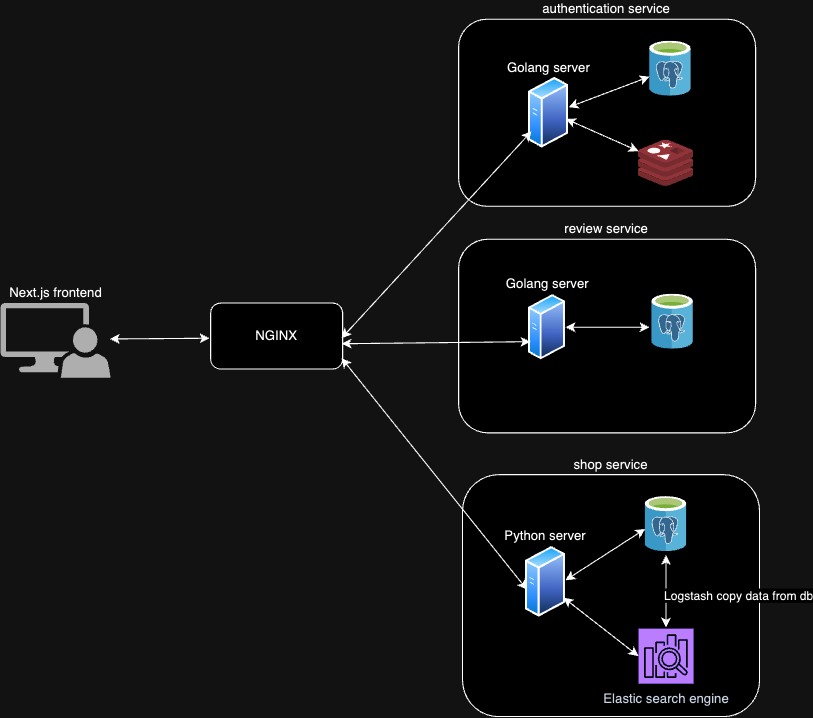 authentication service
Golang server
review service
Golang server
Next.js frontend
NGINX
shop service
Python server
Logstash copy data from db
Elastic search engine